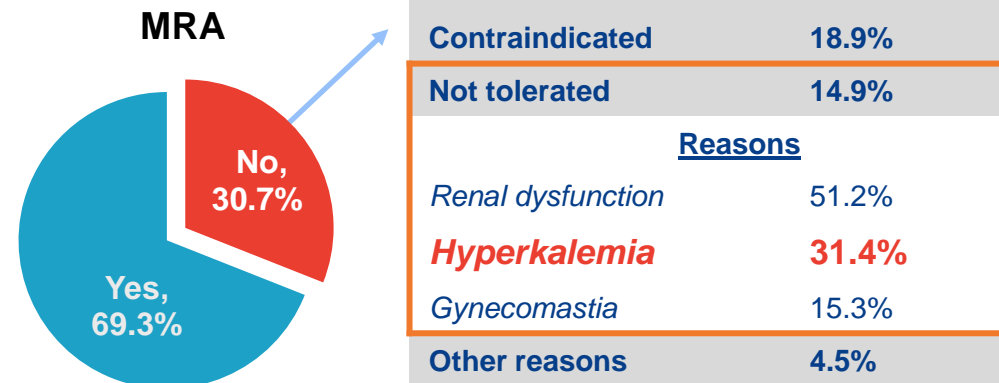 MRA
No,
30.7%
Yes,
69.3%
Contraindicated 18.9%
Not tolerated 14.9%
Reasons
Renal dysfunction 51.2%
Hyperkalemia 31.4%
Gynecomastia 15.3%
Other reasons 4.5%